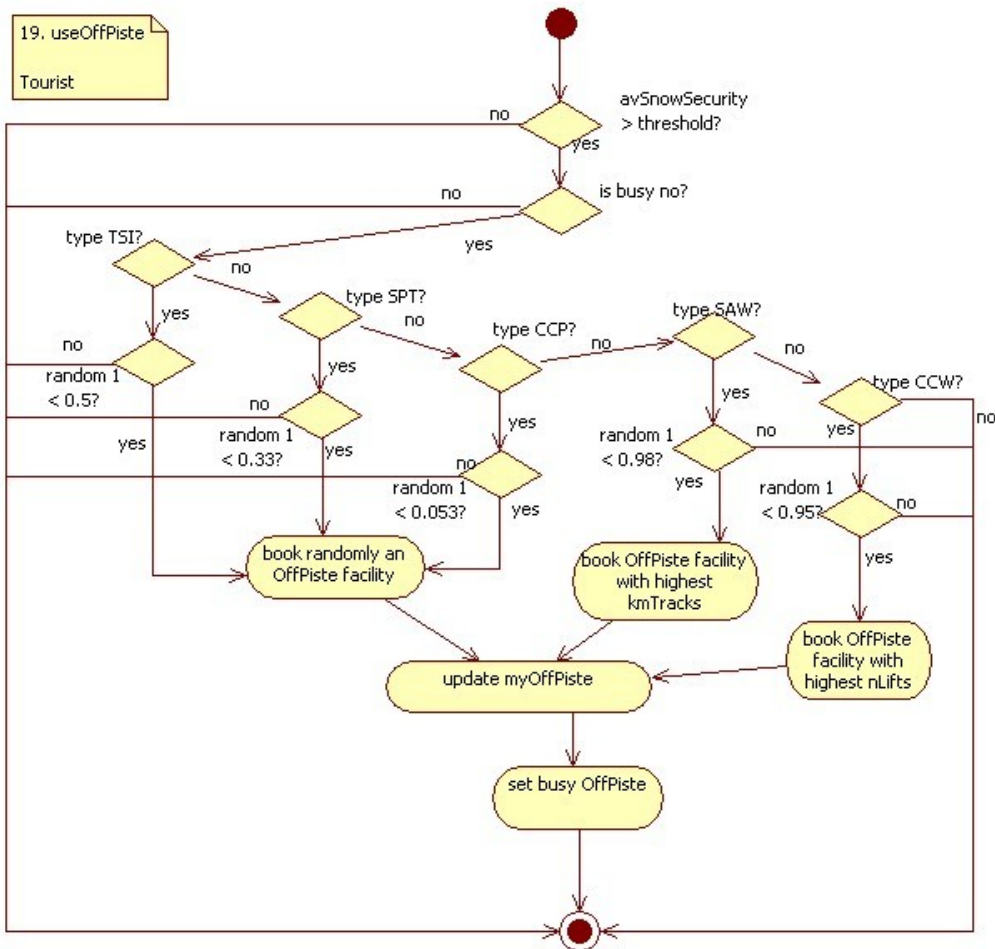 19. useOffPiste
Tourist
avSnowSecurity
> threshold?
no
yes
is busy no?
no
yes
type TSI?
no
yes
type SPT?
no
yes
type CCP?
no
yes
type SAW?
no
yes
type CCW?
no
yes
no
random 1
< 0.5?
yes
no
random 1
< 0.33?
yes
no
random 1
< 0.053?
yes
random 1
< 0.98?
no
yes
random 1
< 0.95?
no
yes
book randomly an
OffPiste facility
book OffPiste facility
with highest
kmTracks
book OffPiste
facility with
highest nLifts
update myOffPiste
set busy OffPiste